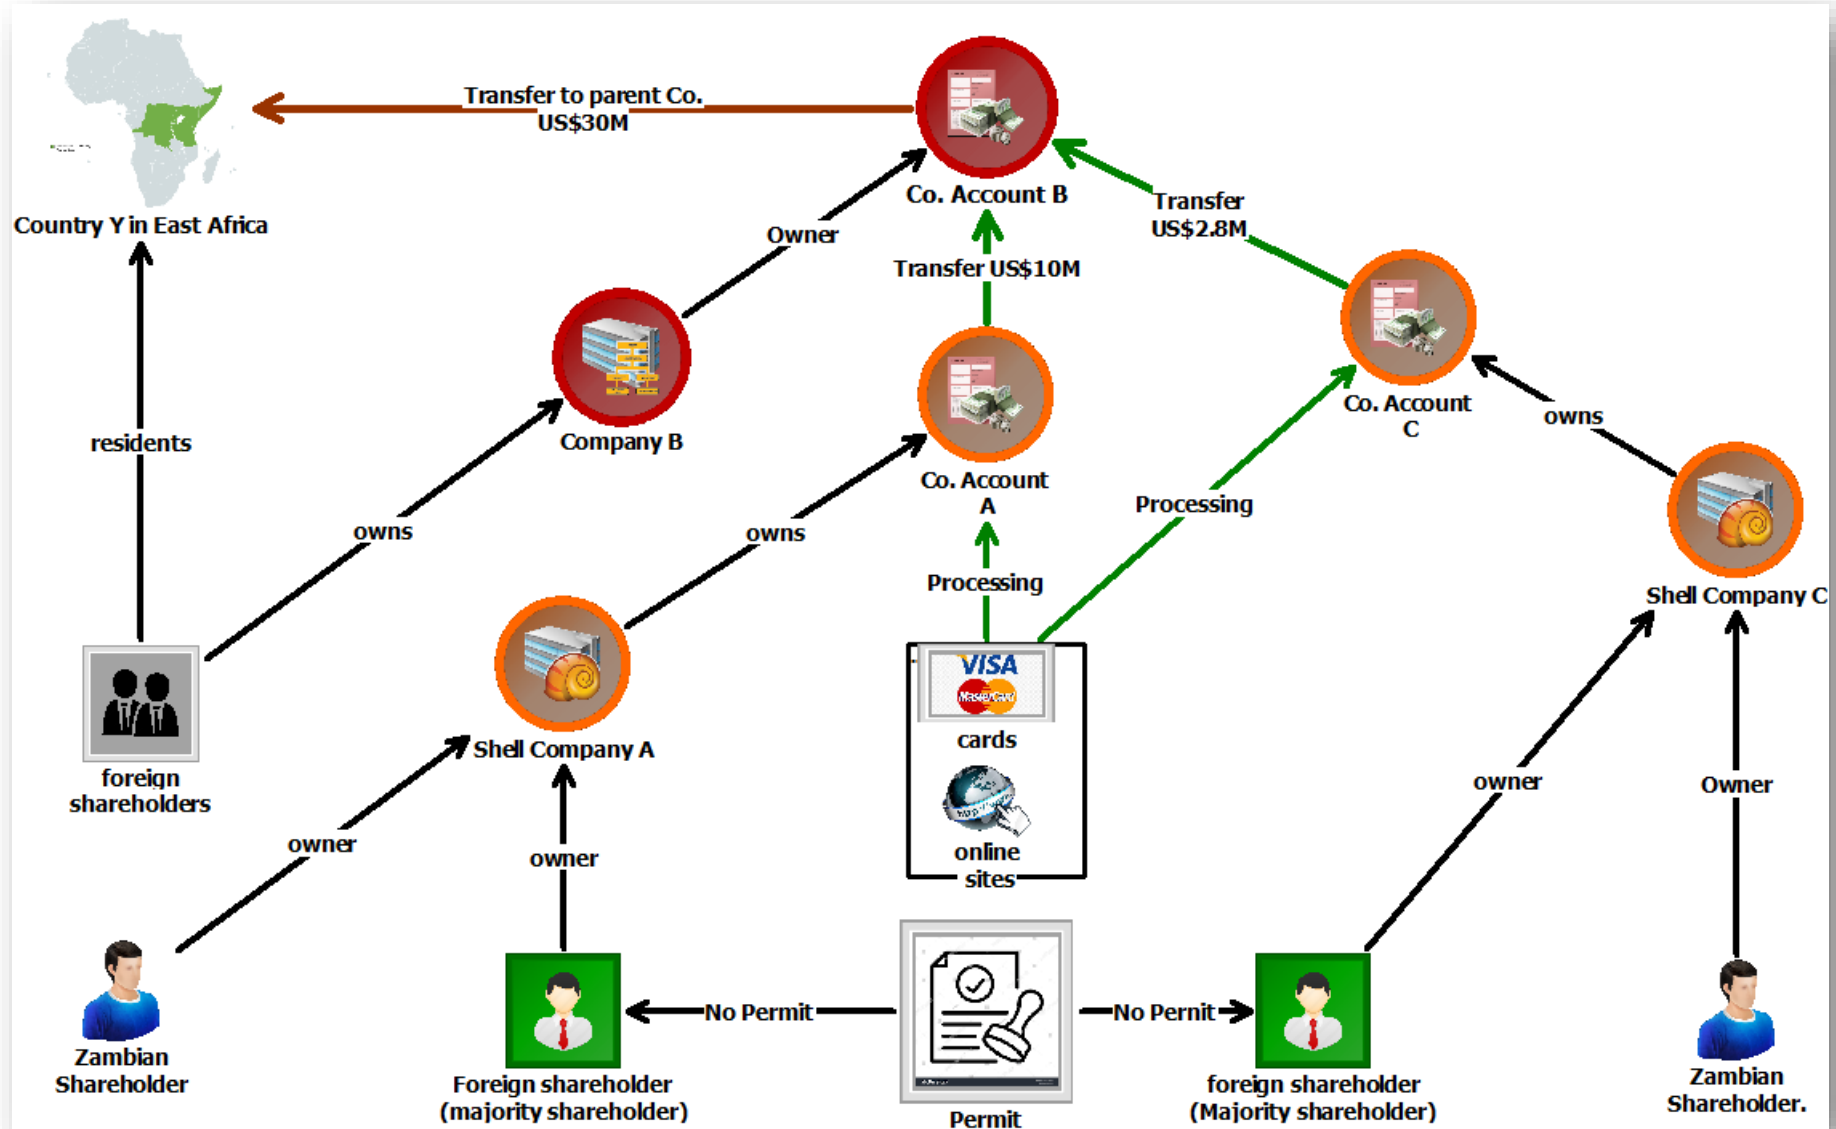 Transfer to parent Co.
US$30M
Country Y in East Africa
Co. Account B
Transfer
US$2.8M
Owner
Transfer US$10M
Company B
Co. Account
C
owns
residents
Co. Account
A
owns
owns
Processing
Processing
Shell Company C
VISA
MasterCard
cards
Shell Company A
foreign
shareholders
owner
Owner
http://
online
sites
owner
owner
No Permit
No Permit
Zambian
Shareholder
Foreign shareholder
(majority shareholder)
Permit
foreign shareholder
(Majority shareholder)
Zambian
Shareholder.